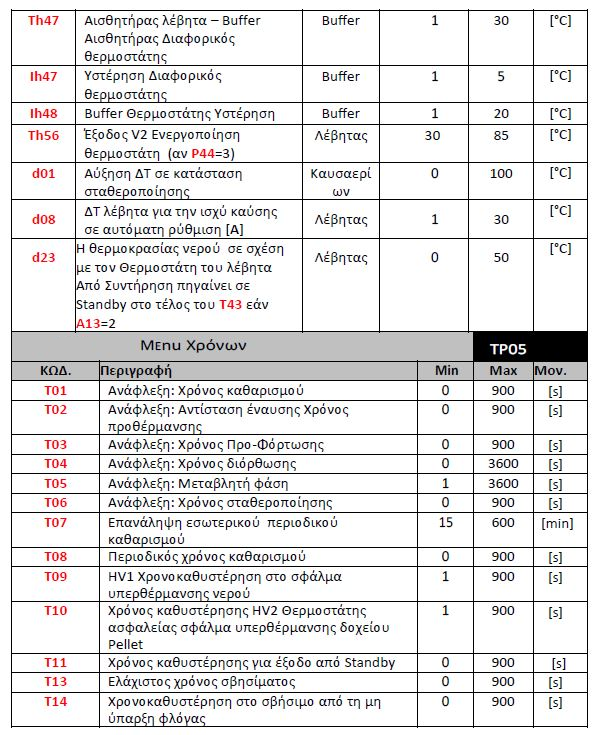 Th47 Αισθητήρας λέβητα – Buffer Buffer 1 30 [°C]
Αισθητήρας Διαφορικός
θερμοστάτης
Ih47 Υστέρηση Διαφορικός Buffer 1 5 [°C]
θερμοστάτης
Ih48 Buffer Θερμοστάτης Υστέρηση Buffer 1 20 [°C]
Th56 Έξοδος V2 Ενεργοποίηση Λέβητας 30 85 [°C]
θερμοστάτη (αν P44=3)
d01 Αύξηση ΔΤ σε κατάσταση Καυσαερί 0 100 [°C]
σταθεροποίησης ων
d08 ΔΤ λέβητα για την ισχύ καύσης Λέβητας 1 30 [°C]
σε αυτόματη ρύθμιση [A]
d23 Η θερμοκρασίας νερού σε σχέση Λέβητας 0 50 [°C]
με τον Θερμοστάτη του λέβητα
Από Συντήρηση πηγαίνει σε
Standby στο τέλος του T43 εάν
A13=2
Μεnu Χρόνων TP05
ΚΩΔ. Περιγραφή Min Max Μον.
T01 Ανάφλεξη: Χρόνος καθαρισμού 0 900 [s]
T02 Ανάφλεξη: Αντίσταση έναυσης Χρόνος 0 900 [s]
προθέρμανσης
T03 Ανάφλεξη: Χρόνος Προ-Φόρτωσης 0 900 [s]
T04 Ανάφλεξη: Χρόνος διόρθωσης 0 3600 [s]
T05 Ανάφλεξη: Μεταβλητή φάση 1 3600 [s]
T06 Ανάφλεξη: Χρόνος σταθεροποίησης 0 900 [s]
T07 Επανάληψη εσωτερικού περιοδικού 15 600 [min]
καθαρισμού
T08 Περιοδικός χρόνος καθαρισμού 0 900 [s]
T09 HV1 Χρονοκαθυστέρηση στο σφάλμα 1 900 [s]
υπερθέρμανσης νερού
T10 Χρόνος καθυστέρησης HV2 Θερμοστάτης 1 900 [s]
ασφαλείας σφάλμα υπερθέρμανσης δοχείου
Pellet
T11 Χρόνος καθυστέρησης για έξοδο από Standby 0 900 [s]
T13 Ελάχιστος χρόνος σβησίματος 0 900 [s]
T14 Χρονοκαθυστέρηση στο σβήσιμο από τη μη 0 900 [s]
ύπαρξη φλόγας